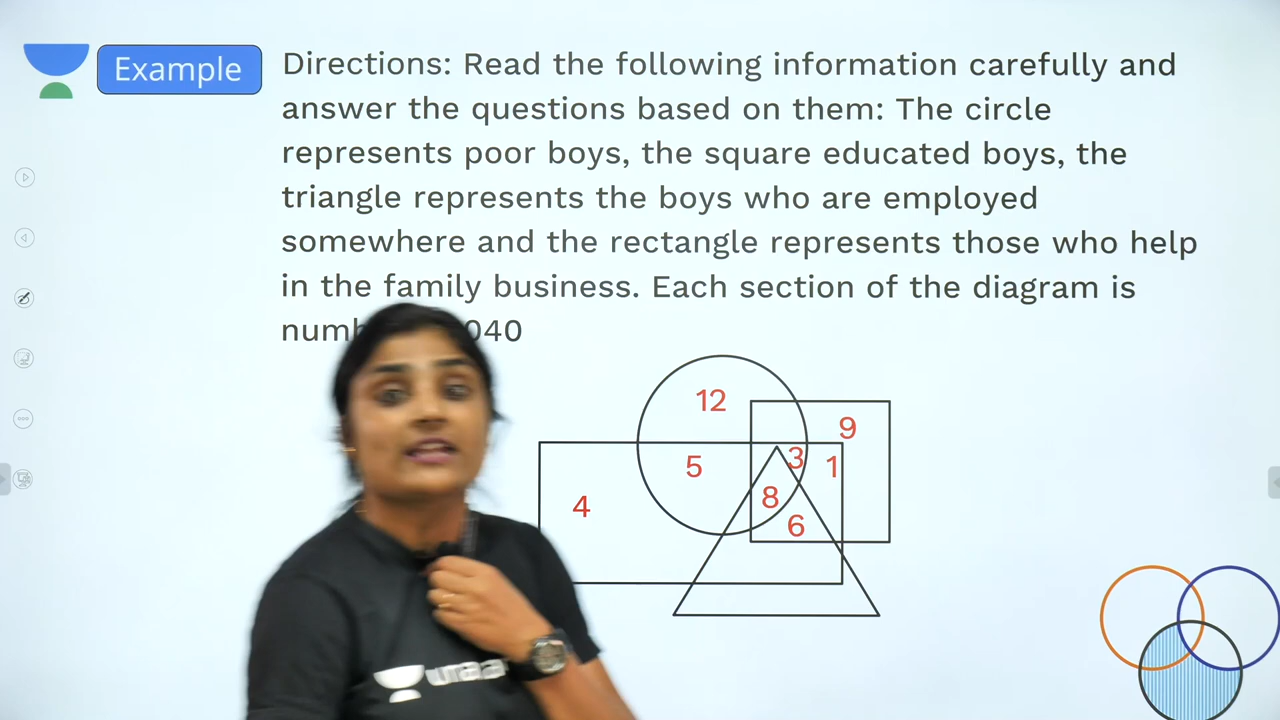 Example
Directions: Read the following information carefully and
answer the questions based on them: The circle
represents poor boys, the square educated boys, the
triangle represents the boys who are employed
somewhere and the rectangle represents those who help
in the family business. Each section of the diagram is
040
12
9
5
3
1
4
8
6